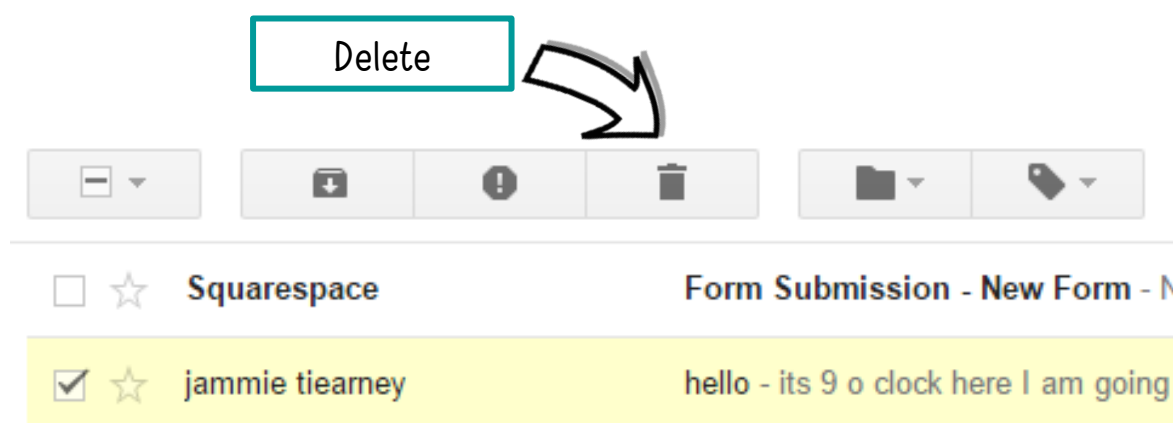 Delete
Squarespace Form Submission - New Form -
jammie tiearney hello - its 9 o clock here I am going